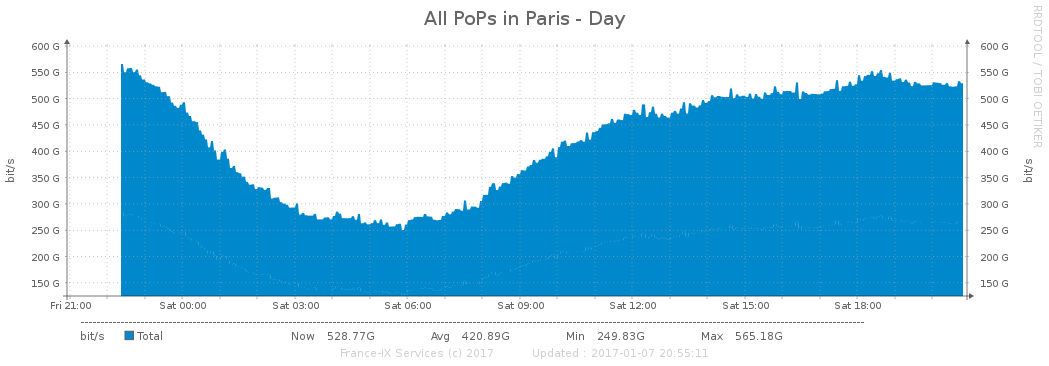 All PoPs in Paris - Day
RRDTOOL / TOBI OETIKER
bit/s
600 G
550 G
500 G
450 G
400 G
350 G
300 G
250 G
200 G
150 G
600 G
550 G
500 G
450 G
400 G
350 G
300 G
250 G
200 G
150 G
bit/s
Fri 21:00 Sat 00:00 Sat 03:00 Sat 06:00 Sat 09:00 Sat 12:00 Sat 15:00 Sat 18:00
bit/s Total Now 528.77G Avg 420.89G Min 249.83G Max 565.18G
France-IX Services (c) 2017 Updated : 2017-01-07 20:55:11